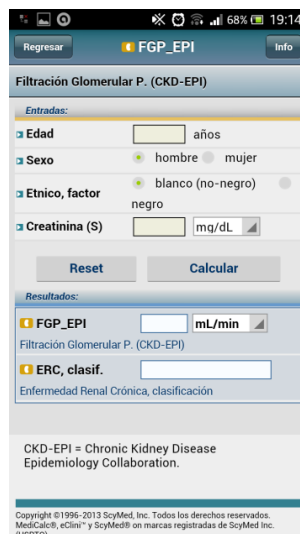 68% 19:14
Regresar FGP_EPI Info
Filtración Glomerular P. (CKD-EPI)
Entradas:
Edad años
Sexo hombre mujer
Etnico, factor blanco (no-negro)
negro
Creatinina (S) mg/dL
Reset Calcular
Resultados:
FGP_EPI mL/min
Filtración Glomerular P. (CKD-EPI)
ERC, clasif.
Enfermedad Renal Crónica, clasificación
CKD-EPI = Chronic Kidney Disease
Epidemiology Collaboration.
Copyright ©1996-2013 ScyMed, Inc. Todos los derechos reservados.
MediCalc®, eClini™ y ScyMed® on marcas registradas de ScyMed Inc.
(USPTO)